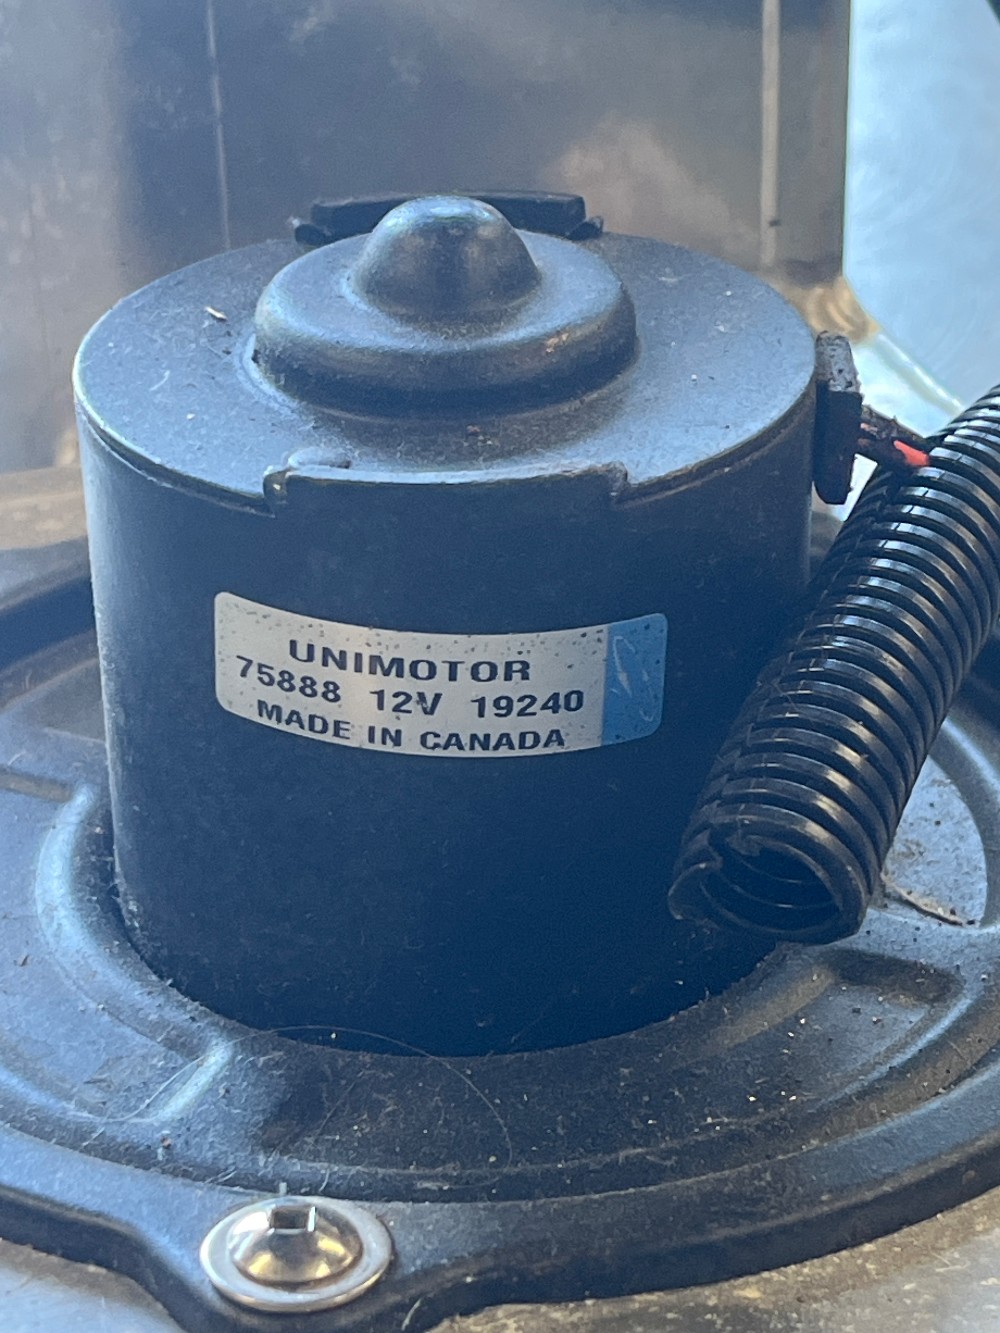 UNIMOTOR
75888 12V 19240
MADE IN CANADA